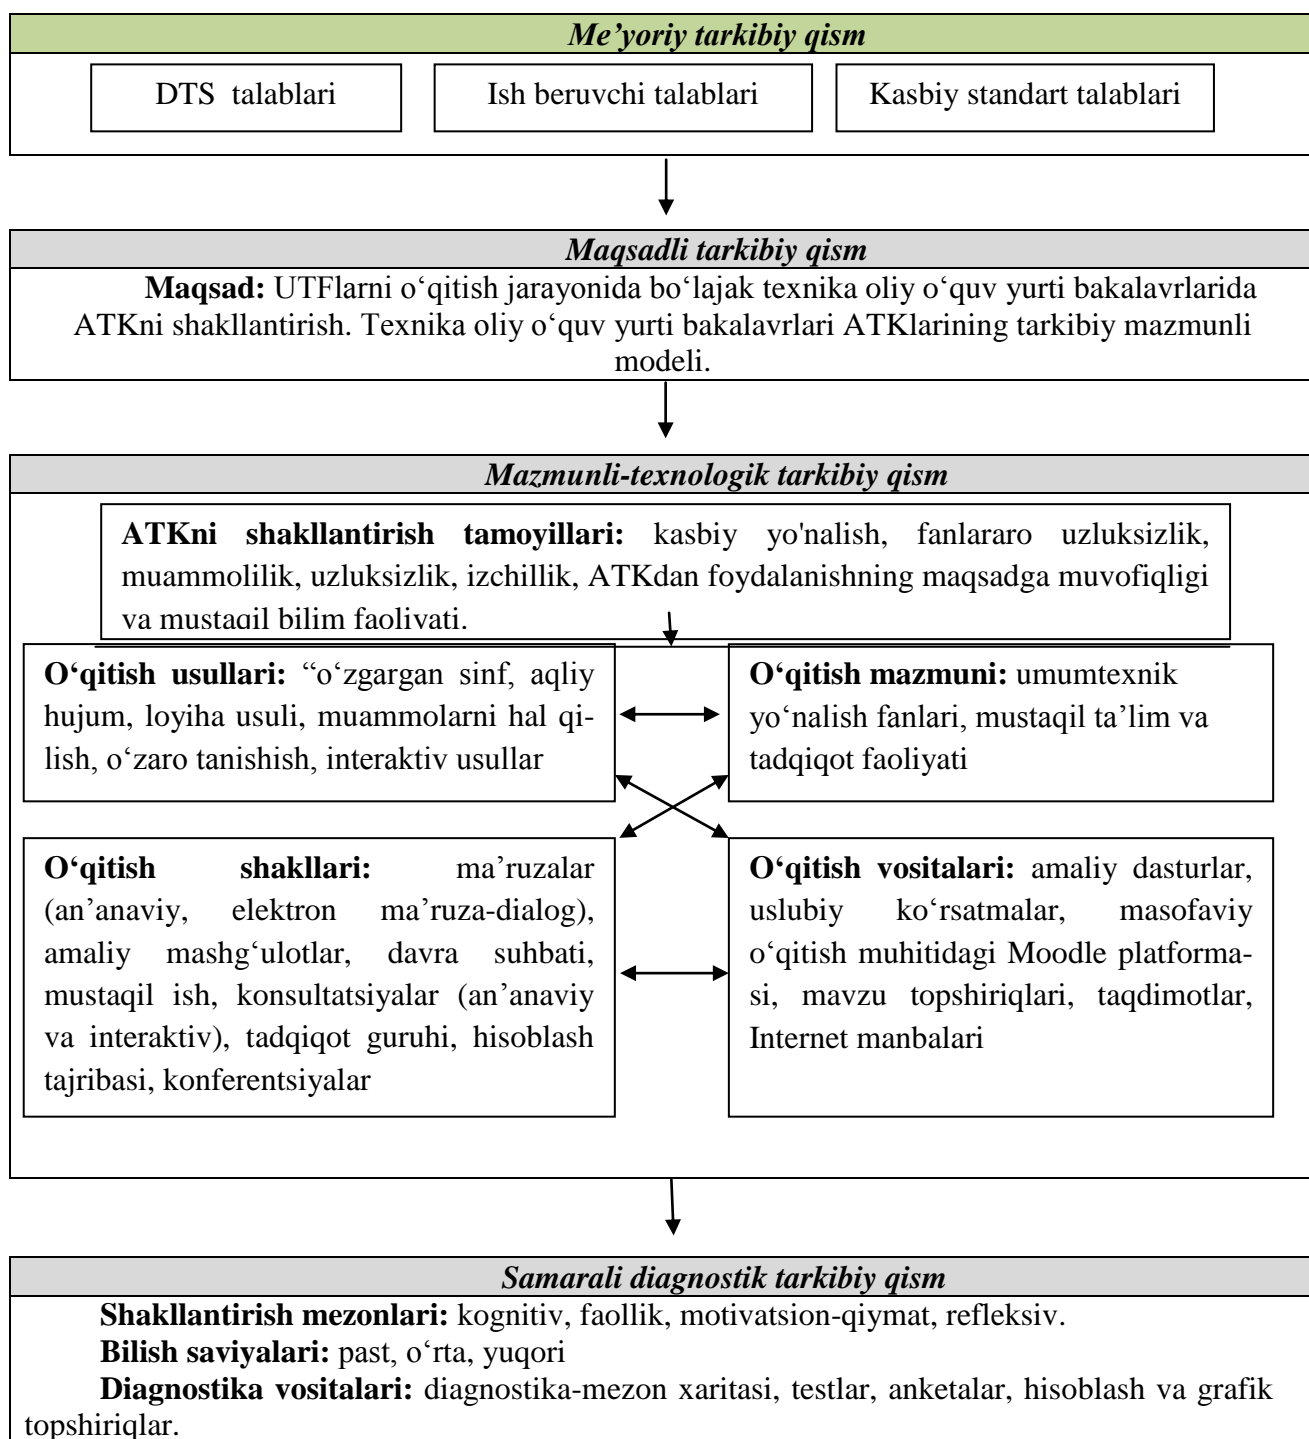 Me’yoriy tarkibiy qism
DTS talablari
Ish beruvchi talablari
Kasbiy standart talablari
Maqsadli tarkibiy qism
Maqsad: UTFlarni o‘qitish jarayonida bo‘lajak texnika oliy o‘quv yurti bakalavrlarida
ATKni shakllantirish. Texnika oliy o‘quv yurti bakalavrlari ATKlarining tarkibiy mazmunli
modeli.
Mazmunli-texnologik tarkibiy qism
ATKni shakllantirish tamoyillari: kasbiy yo'nalish, fanlararo uzluksizlik,
muammolilik, uzluksizlik, izchillik, ATKdan foydalanishning maqsadga muvofiqligi
va mustaqil bilim faoliyati.
O‘qitish usullari: “o‘zgargan sinf, aqliy
hujum, loyiha usuli, muammolarni hal qi-
lish, o‘zaro tanishish, interaktiv usullar
O‘qitish mazmuni: umumtexnik
yo‘nalish fanlari, mustaqil ta’lim va
tadqiqot faoliyati
O‘qitish shakllari: ma’ruzalar
(an’anaviy, elektron ma’ruza-dialog),
amaliy mashg‘ulotlar, davra suhbati,
mustaqil ish, konsultatsiyalar (an’anaviy
va interaktiv), tadqiqot guruhi, hisoblash
tajribasi, konferentsiyalar
O‘qitish vositalari: amaliy dasturlar,
uslubiy ko‘rsatmalar, masofaviy
o‘qitish muhitidagi Moodle platforma-
si, mavzu topshiriqlari, taqdimotlar,
Internet manbalari
Samarali diagnostik tarkibiy qism
Shakllantirish mezonlari: kognitiv, faollik, motivatsion-qiymat, refleksiv.
Bilish saviyalari: past, o‘rta, yuqori
Diagnostika vositalari: diagnostika-mezon xaritasi, testlar, anketalar, hisoblash va grafik
topshiriqlar.